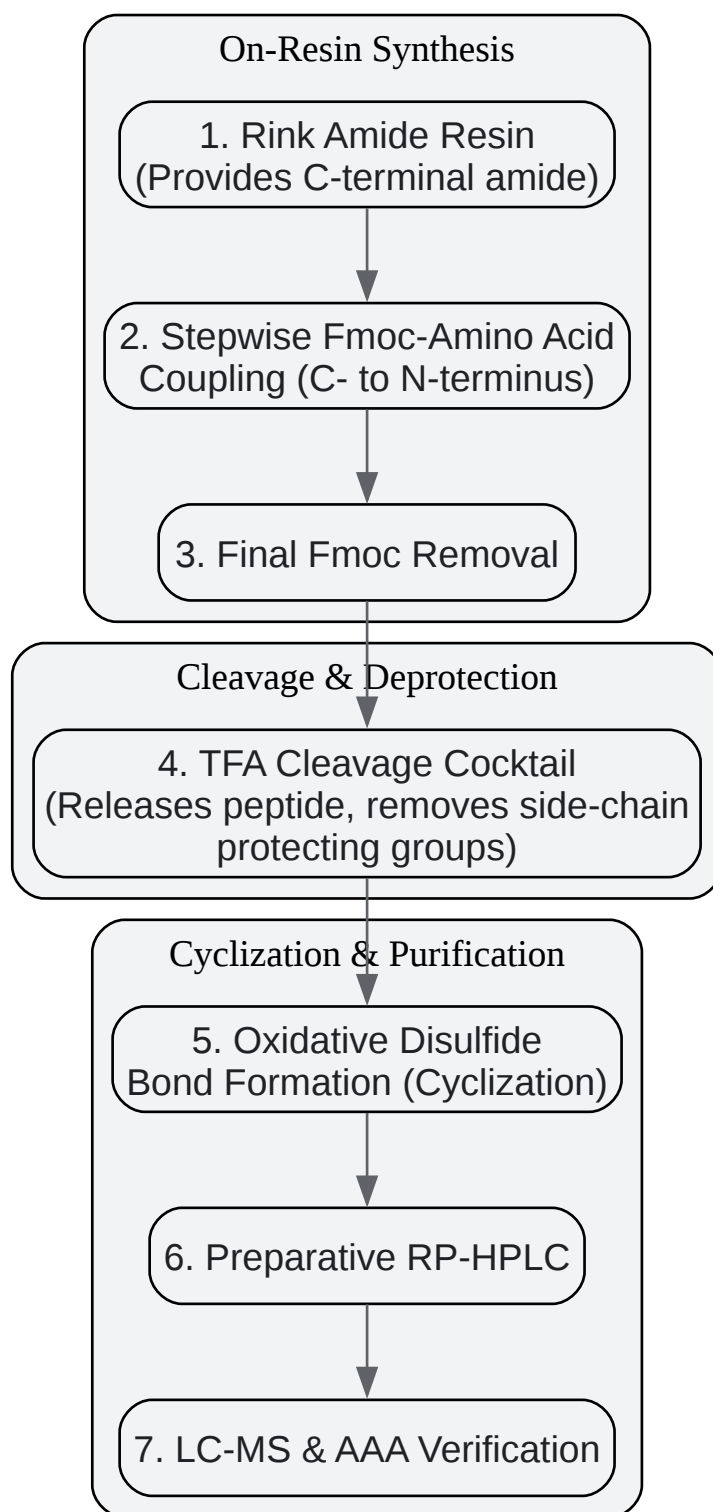 On-Resin Synthesis
1. Rink Amide Resin
(Provides C-terminal amide)
2. Stepwise Fmoc-Amino Acid
Coupling (C- to N-terminus)
3. Final Fmoc Removal
Cleavage & Deprotection
4. TFA Cleavage Cocktail
(Releases peptide, removes side-chain
protecting groups)
Cyclization & Purification
5. Oxidative Disulfide
Bond Formation (Cyclization)
6. Preparative RP-HPLC
7. LC-MS & AAA Verification